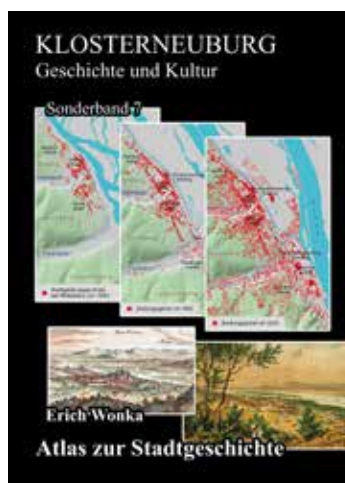 KLOSTERNEUBURG
Geschichte und Kultur
Sonderband 7
Erich Wonka
Atlas zur Stadtgeschichte